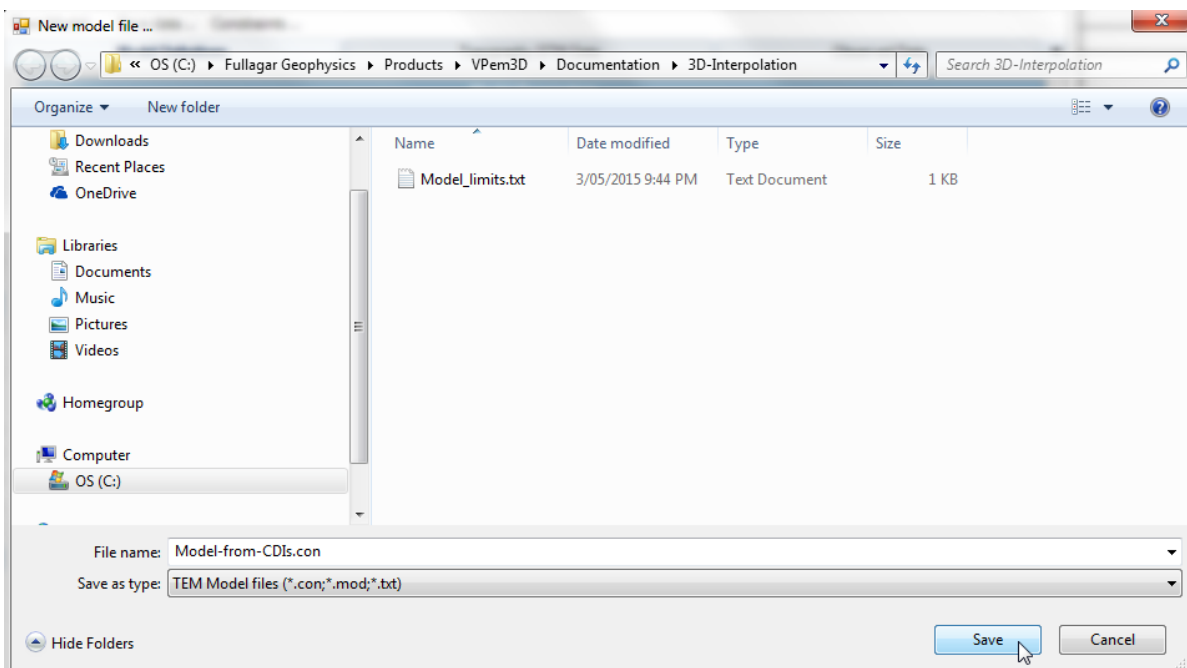 New model file ...
« OS (C:) ▸ Fullagar Geophysics ▸ Products ▸ VPem3D ▸ Documentation ▸ 3D-Interpolation
Search 3D-Interpolation
Organize New folder
Name Date modified Type Size
Model_limits.txt 3/05/2015 9:44 PM Text Document 1 KB
Downloads
Recent Places
OneDrive
Libraries
Documents
Music
Pictures
Videos
Homegroup
Computer
OS (C:)
File name: Model-from-CDIs.con
Save as type: TEM Model files (*.con;*.mod;*.txt)
Hide Folders Save Cancel